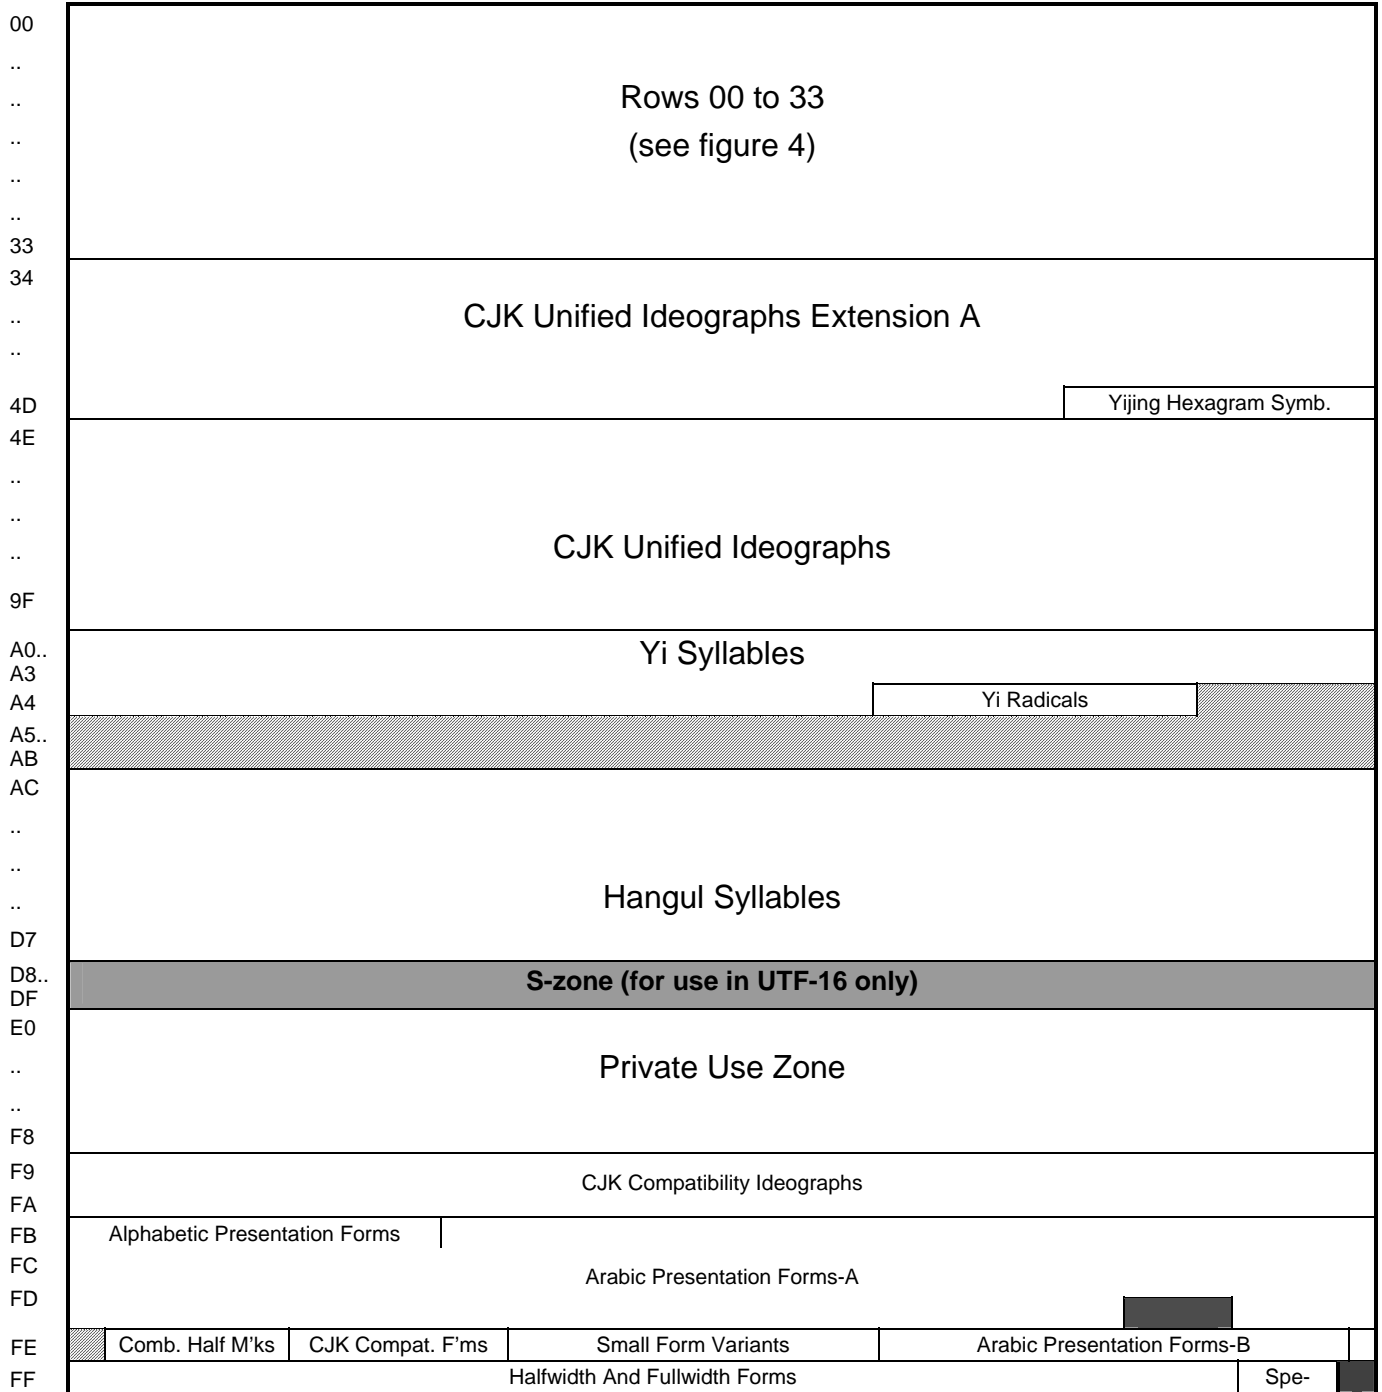 00
..
..
Rows 00 to 33
..
(see figure 4)
..
..
33
34
CJK Unified Ideographs Extension A
..
..
4D Yijing Hexagram Symb.
4E
..
..
..
CJK Unified Ideographs
9F
A0.. Yi Syllables
A3
A4 Yi Radicals
A5..
AB
AC
..
..
..
Hangul Syllables
D7
D8.. S-zone (for use in UTF-16 only)
DF
E0
..
Private Use Zone
..
F8
F9
CJK Compatibility Ideographs
FA
FB Alphabetic Presentation Forms
FC
Arabic Presentation Forms-A
FD
FE Comb. Half M'ks CJK Compat. F'ms Small Form Variants Arabic Presentation Forms-B
FF Halfwidth And Fullwidth Forms Spe-